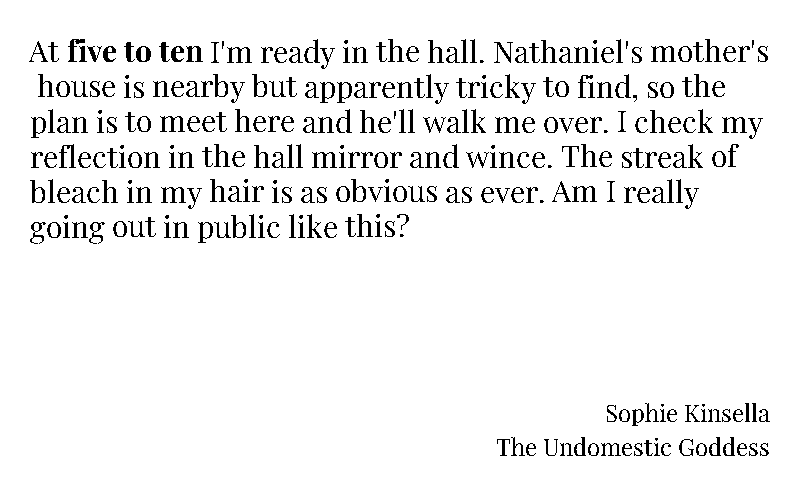 At five to ten I'm ready in the hall. Nathaniel's mother's
house is nearby but apparently tricky to find, so the
plan is to meet here and he'll walk me over. I check my
reflection in the hall mirror and wince. The streak of
bleach in my hair is as obvious as ever. Am I really
going out in public like this?
Sophie Kinsella
The Undomestic Goddess